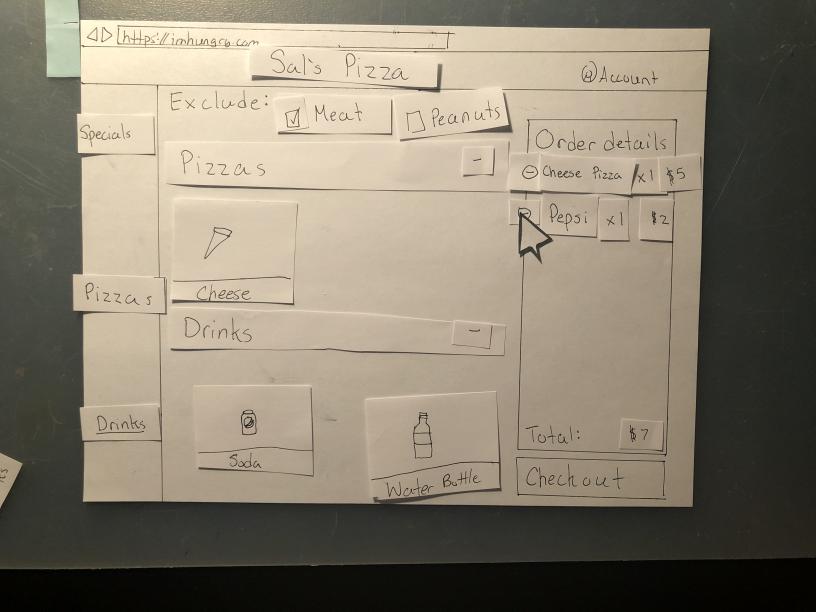 https://imhungry.com
Sal's Pizza
@Account
Exclude: Meat Peanuts
Specials
Pizzas
Drinks
Pizzas -
Cheese
Drinks -
Soda
Water Bottle
Order details
Cheese Pizza x1 $5
Pepsi x1 $2
Total: $7
Checkout